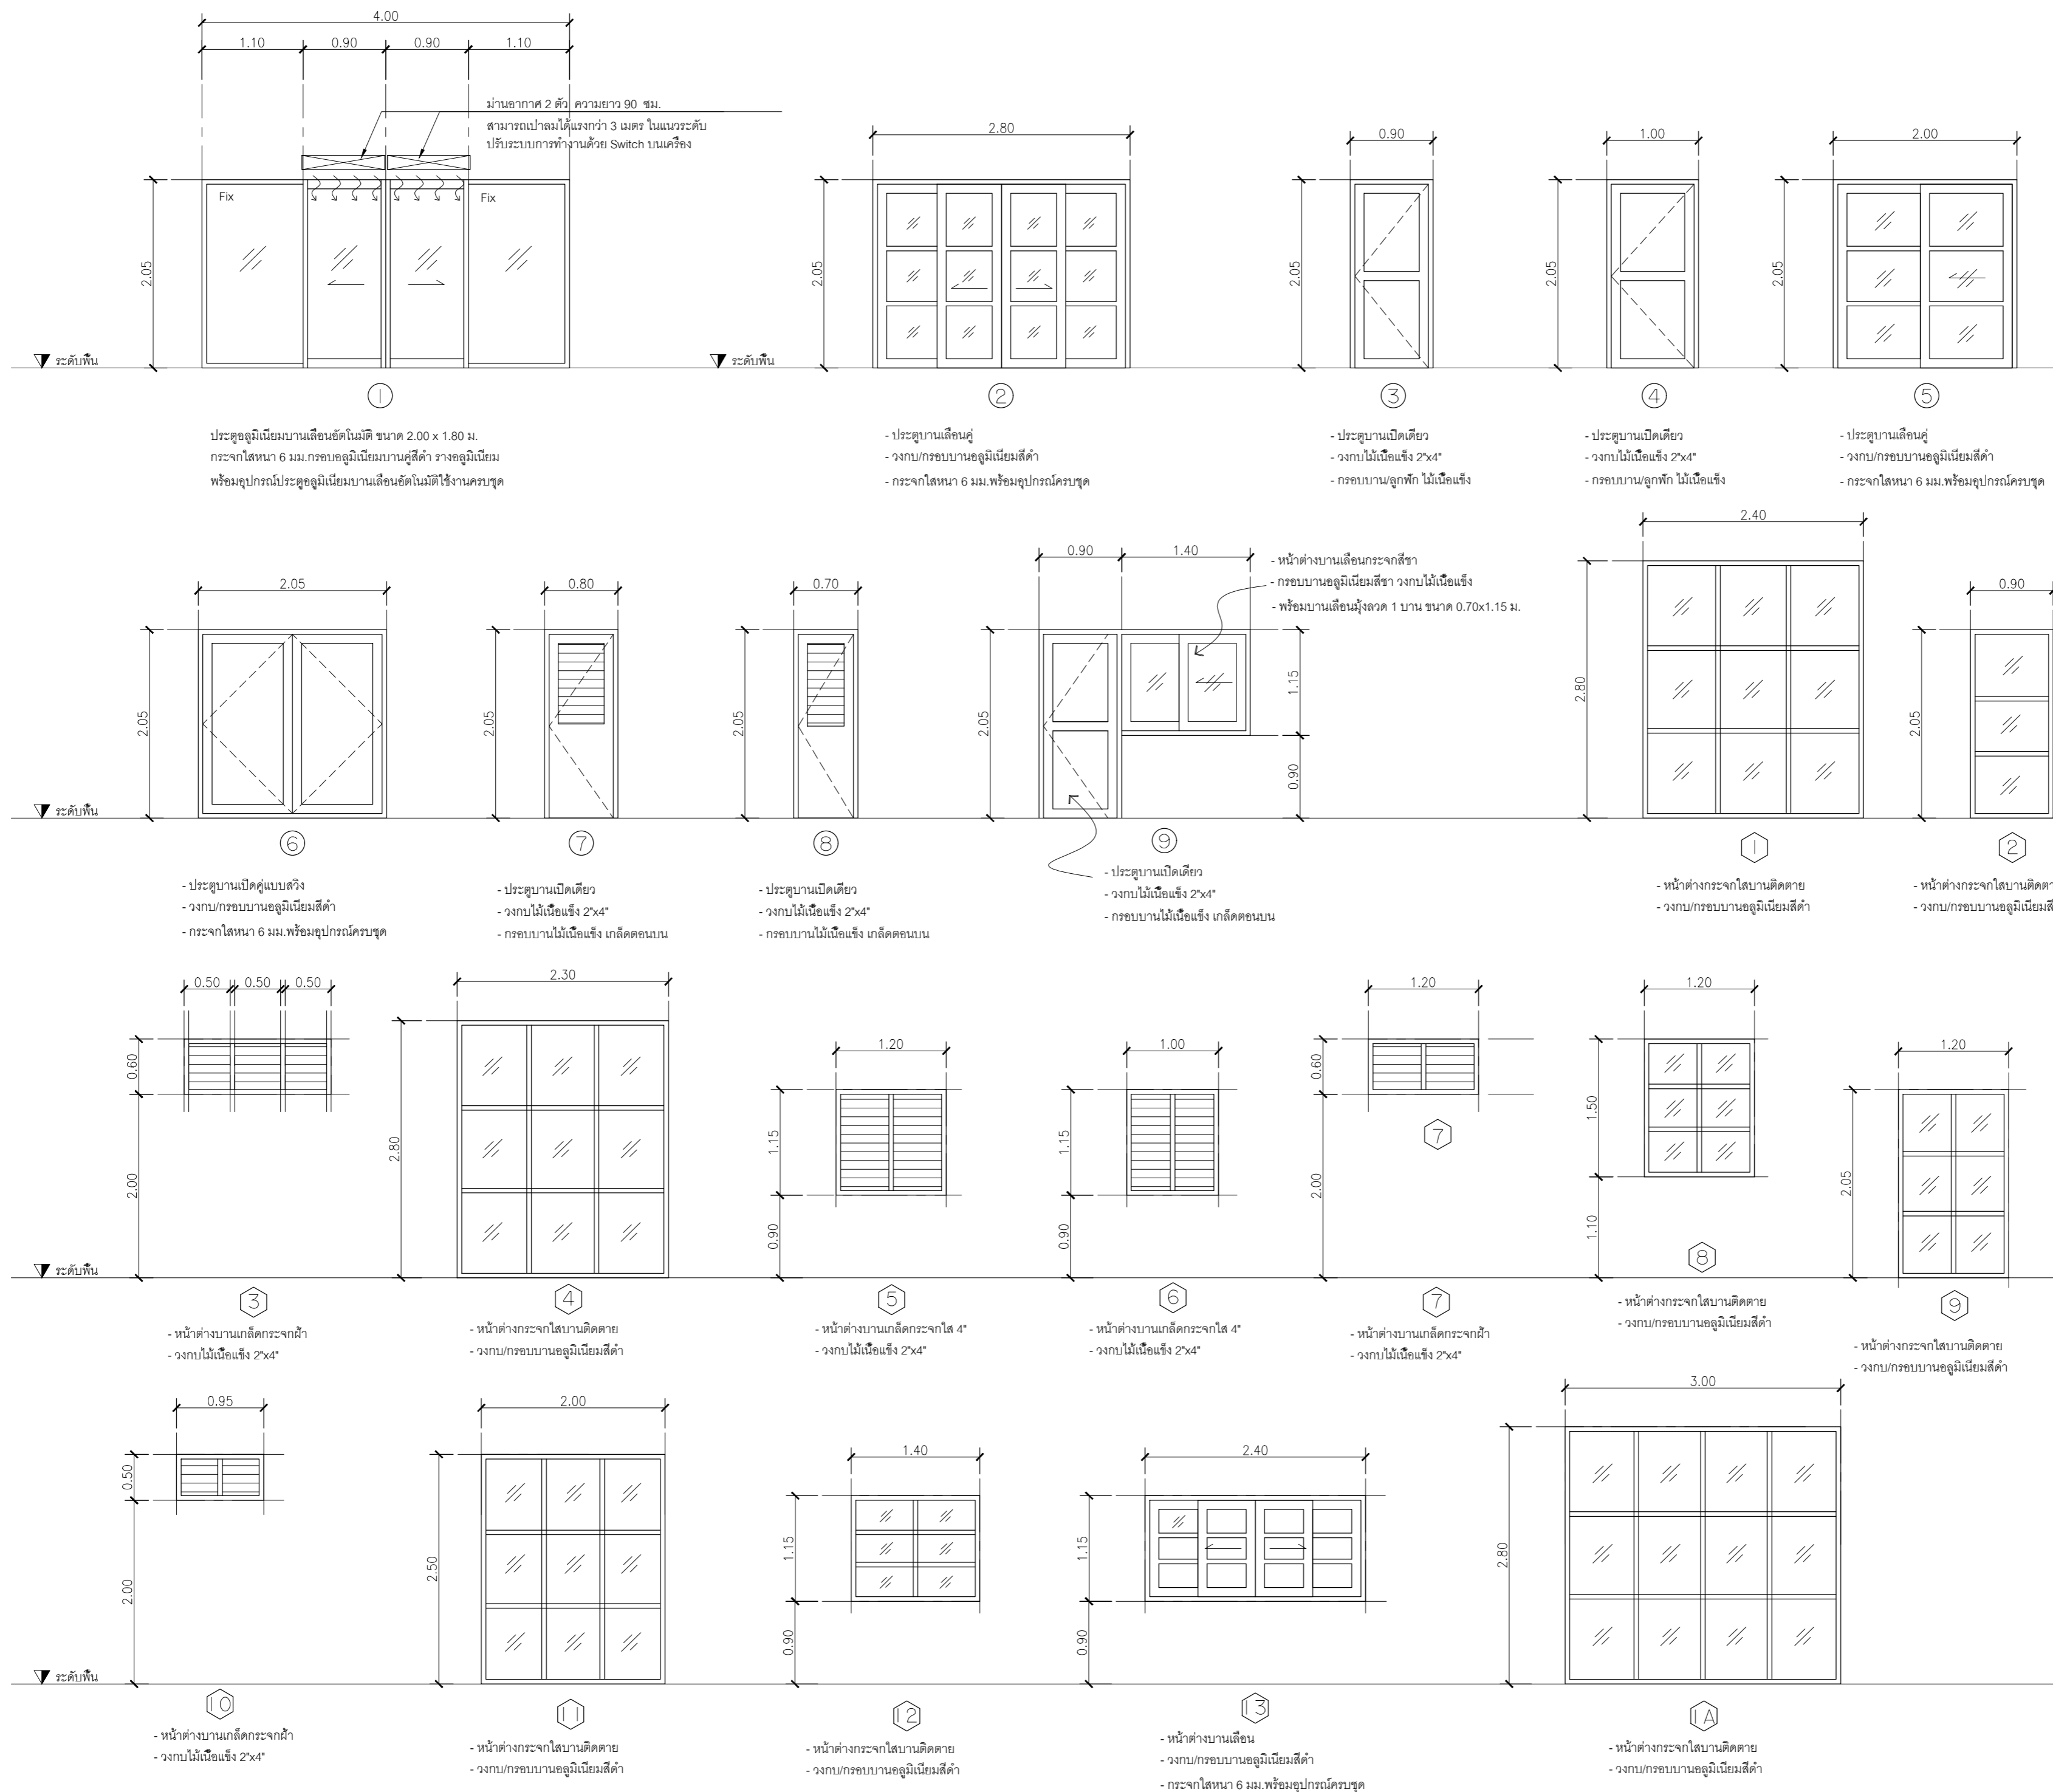 4.00
1.10 0.90 0.90 1.10
ม่านอากาศ 2 ตัว ความยาว 90 ซม.
สามารถเป่าลมได้แรงกว่า 3 เมตร ในแนวระดับ
ปรับระบบการทำงานด้วย Switch บนเครื่อง
Fix
Fix
2.05
ระดับพื้น
1
ประตูอลูมิเนียมบานเลื่อนอัตโนมัติ ขนาด 2.00 x 1.80 ม.
กระจกใสหนา 6 มม.กรอบอลูมิเนียมบานคู่สีดำ รางอลูมิเนียม
พร้อมอุปกรณ์ประตูอลูมิเนียมบานเลื่อนอัตโนมัติใช้งานครบชุด
2.80
2.05
ระดับพื้น
2
- ประตูบานเลื่อนคู่
- วงกบ/กรอบบานอลูมิเนียมสีดำ
- กระจกใสหนา 6 มม.พร้อมอุปกรณ์ครบชุด
0.90
2.05
3
- ประตูบานเปิดเดียว
- วงกบไม้เนื้อแข็ง 2"x4"
- กรอบบาน/ลูกฟัก ไม้เนื้อแข็ง
1.00
2.05
4
- ประตูบานเปิดเดียว
- วงกบไม้เนื้อแข็ง 2"x4"
- กรอบบาน/ลูกฟัก ไม้เนื้อแข็ง
2.00
2.05
5
- ประตูบานเลื่อนคู่
- วงกบ/กรอบบานอลูมิเนียมสีดำ
- กระจกใสหนา 6 มม.พร้อมอุปกรณ์ครบชุด
2.05
2.05
ระดับพื้น
6
- ประตูบานเปิดคู่แบบสวิง
- วงกบ/กรอบบานอลูมิเนียมสีดำ
- กระจกใสหนา 6 มม.พร้อมอุปกรณ์ครบชุด
0.80
2.05
7
- ประตูบานเปิดเดียว
- วงกบไม้เนื้อแข็ง 2"x4"
- กรอบบานไม้เนื้อแข็ง เกล็ดตอนบน
0.70
2.05
8
- ประตูบานเปิดเดียว
- วงกบไม้เนื้อแข็ง 2"x4"
- กรอบบานไม้เนื้อแข็ง เกล็ดตอนบน
0.90 1.40
- หน้าต่างบานเลื่อนกระจกสีชา
- กรอบบานอลูมิเนียมสีชา วงกบไม้เนื้อแข็ง
- พร้อมบานเลื่อนมุ้งลวด 1 บาน ขนาด 0.70x1.15 ม.
2.05
1.15
0.90
9
- ประตูบานเปิดเดียว
- วงกบไม้เนื้อแข็ง 2"x4"
- กรอบบานไม้เนื้อแข็ง เกล็ดตอนบน
2.40
2.80
1
- หน้าต่างกระจกใสบานติดตาย
- วงกบ/กรอบบานอลูมิเนียมสีดำ
0.90
2.05
2
- หน้าต่างกระจกใสบานติดตา
- วงกบ/กรอบบานอลูมิเนียมสี
0.50 0.50 0.50
0.60
2.00
ระดับพื้น
3
- หน้าต่างบานเกล็ดกระจกฝ้า
- วงกบไม้เนื้อแข็ง 2"x4"
2.30
2.80
4
- หน้าต่างกระจกใสบานติดตาย
- วงกบ/กรอบบานอลูมิเนียมสีดำ
1.20
1.15
0.90
5
- หน้าต่างบานเกล็ดกระจกใส 4"
- วงกบไม้เนื้อแข็ง 2"x4"
1.00
1.15
0.90
6
- หน้าต่างบานเกล็ดกระจกใส 4"
- วงกบไม้เนื้อแข็ง 2"x4"
1.20
0.60
2.00
7
7
- หน้าต่างบานเกล็ดกระจกฝ้า
- วงกบไม้เนื้อแข็ง 2"x4"
1.20
1.50
1.10
8
- หน้าต่างกระจกใสบานติดตาย
- วงกบ/กรอบบานอลูมิเนียมสีดำ
1.20
2.05
9
- หน้าต่างกระจกใสบานติดตาย
- วงกบ/กรอบบานอลูมิเนียมสีดำ
0.95
0.50
2.00
ระดับพื้น
10
- หน้าต่างบานเกล็ดกระจกฝ้า
- วงกบไม้เนื้อแข็ง 2"x4"
2.00
2.50
11
- หน้าต่างกระจกใสบานติดตาย
- วงกบ/กรอบบานอลูมิเนียมสีดำ
1.40
1.15
0.90
12
- หน้าต่างกระจกใสบานติดตาย
- วงกบ/กรอบบานอลูมิเนียมสีดำ
2.40
1.15
0.90
13
- หน้าต่างบานเลื่อน
- วงกบ/กรอบบานอลูมิเนียมสีดำ
- กระจกใสหนา 6 มม.พร้อมอุปกรณ์ครบชุด
3.00
2.80
1A
- หน้าต่างกระจกใสบานติดตาย
- วงกบ/กรอบบานอลูมิเนียมสีดำ